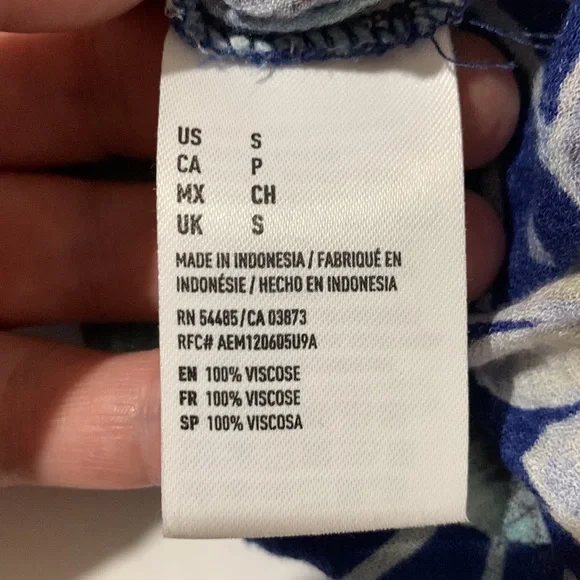 US S
CA P
MX CH
UK S
MADE IN INDONESIA / FABRIQUÉ EN
INDONÉSIE / HECHO EN INDONESIA
RN 54485/CA 03873
RFC# AEM120605U9A
EN 100% VISCOSE
FR 100% VISCOSE
SP 100% VISCOSA